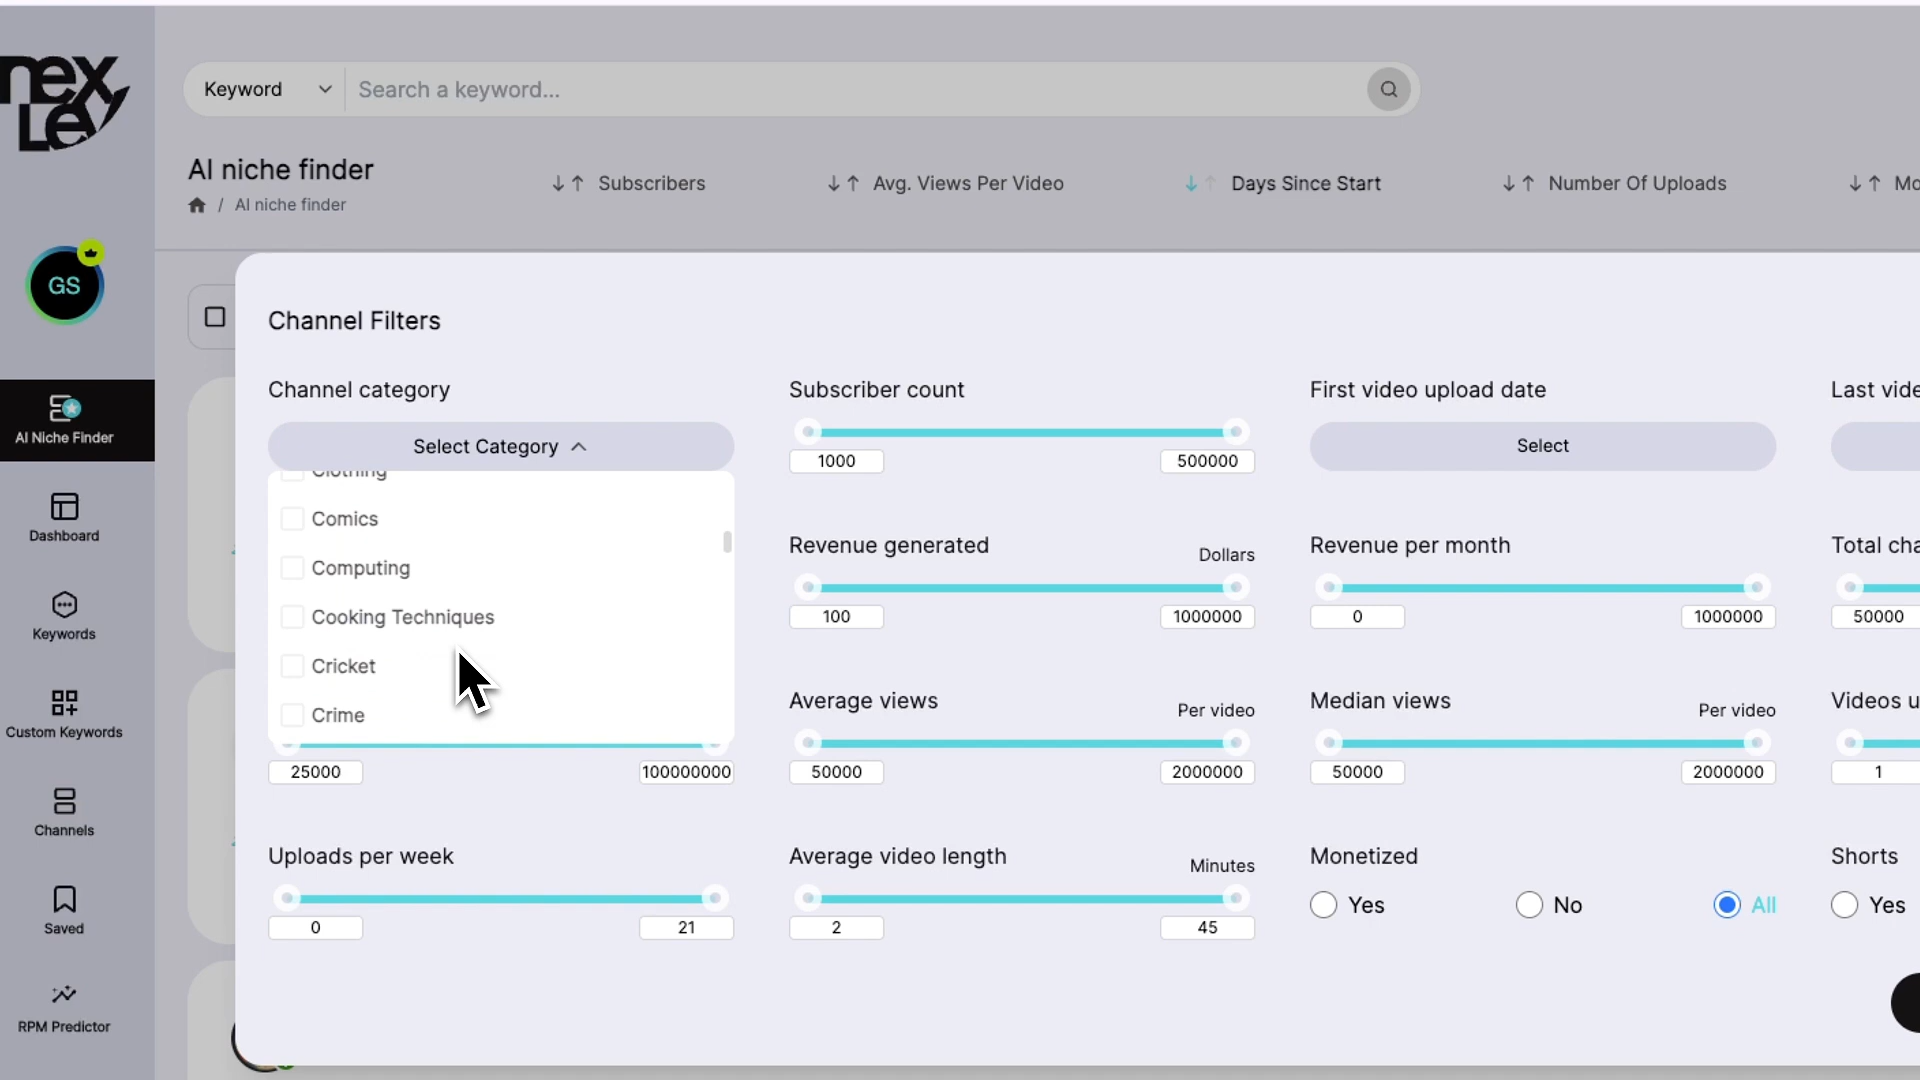 nex
Lev
Keyword
Search a keyword...
AI niche finder
/ AI niche finder
Subscribers
Avg. Views Per Video
Days Since Start
Number Of Uploads
GS
AI Niche Finder
Dashboard
Keywords
Custom Keywords
Channels
Saved
RPM Predictor
Channel Filters
Channel category
Select Category
Clothing
Comics
Computing
Cooking Techniques
Cricket
Crime
25000
100000000
Subscriber count
1000
500000
First video upload date
Select
Revenue generated
Dollars
100
1000000
Revenue per month
0
1000000
50000
Average views
Per video
50000
2000000
Median views
Per video
50000
2000000
1
Uploads per week
0
21
Average video length
Minutes
2
45
Monetized
Yes
No
All
Shorts
Yes